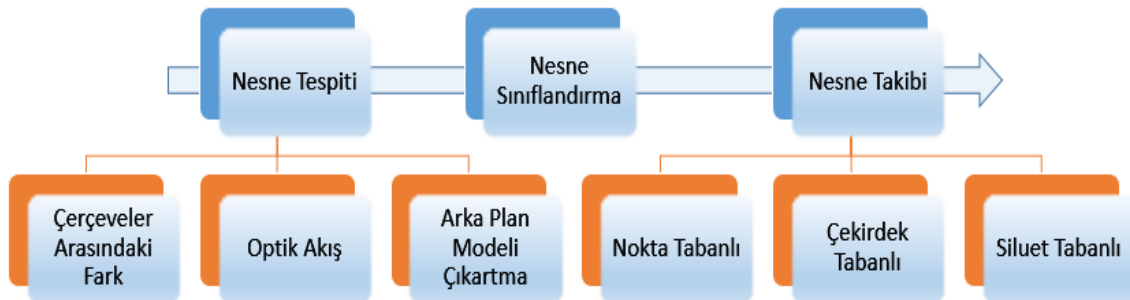 Nesne Tespiti
Nesne
Sınıflandırma
Nesne Takibi
Çerçeveler
Arasındaki
Fark
Optik Akış
Arka Plan
Modeli
Çıkartma
Nokta Tabanlı
Çekirdek
Tabanlı
Siluet Tabanlı